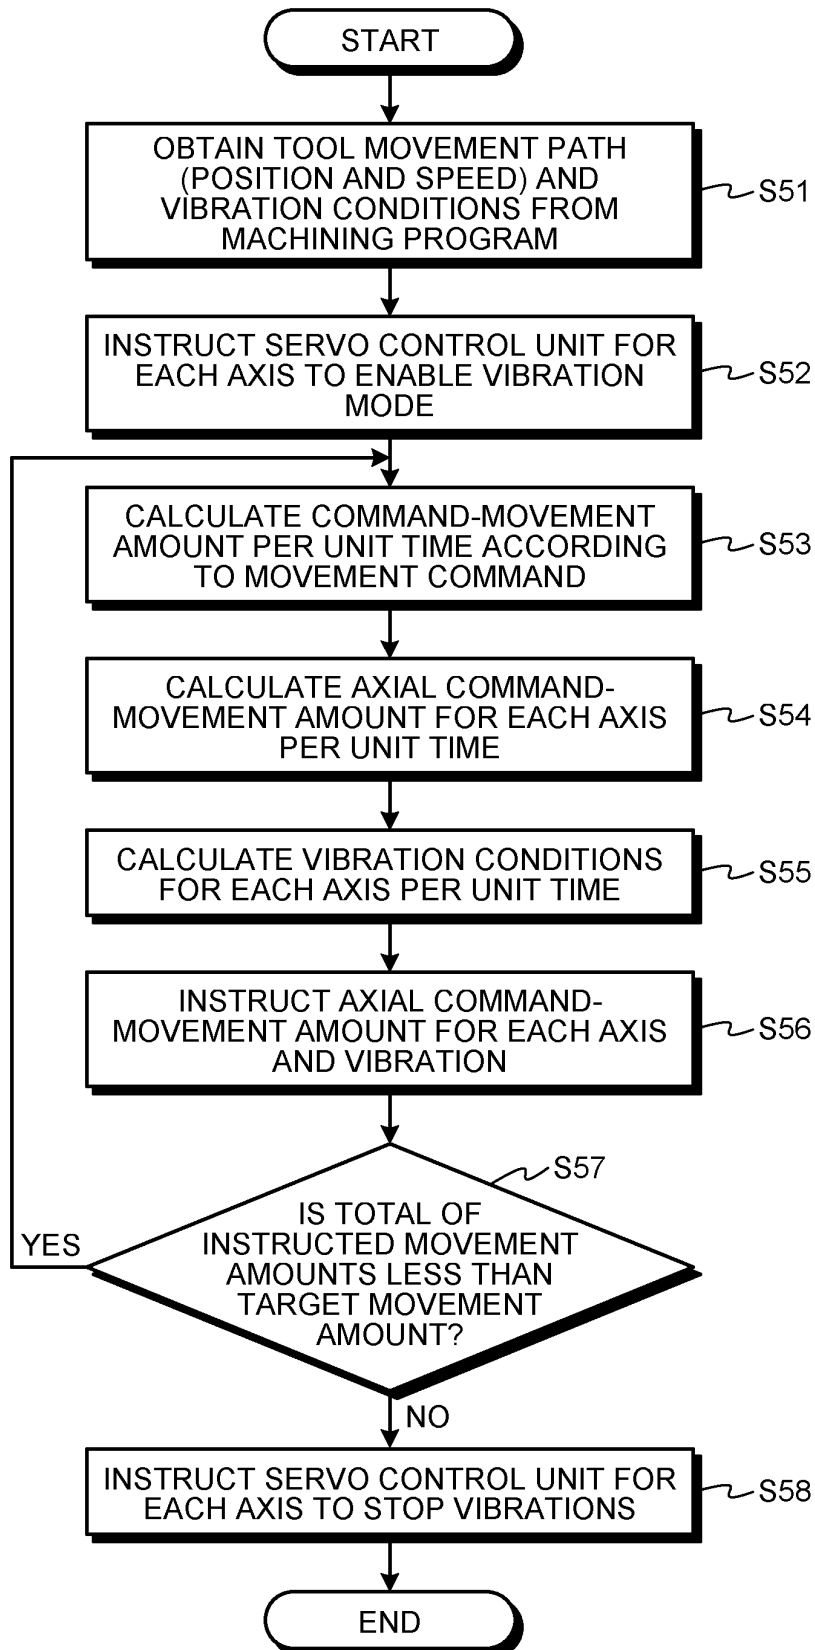 START
OBTAIN TOOL MOVEMENT PATH
(POSITION AND SPEED) AND
VIBRATION CONDITIONS FROM
MACHINING PROGRAM
S51
INSTRUCT SERVO CONTROL UNIT FOR
EACH AXIS TO ENABLE VIBRATION
MODE
S52
CALCULATE COMMAND-MOVEMENT
AMOUNT PER UNIT TIME ACCORDING
TO MOVEMENT COMMAND
S53
CALCULATE AXIAL COMMAND-
MOVEMENT AMOUNT FOR EACH AXIS
PER UNIT TIME
S54
CALCULATE VIBRATION CONDITIONS
FOR EACH AXIS PER UNIT TIME
S55
INSTRUCT AXIAL COMMAND-
MOVEMENT AMOUNT FOR EACH AXIS
AND VIBRATION
S56
S57
IS TOTAL OF
INSTRUCTED MOVEMENT
AMOUNTS LESS THAN
TARGET MOVEMENT
AMOUNT?
YES
NO
INSTRUCT SERVO CONTROL UNIT FOR
EACH AXIS TO STOP VIBRATIONS
S58
END